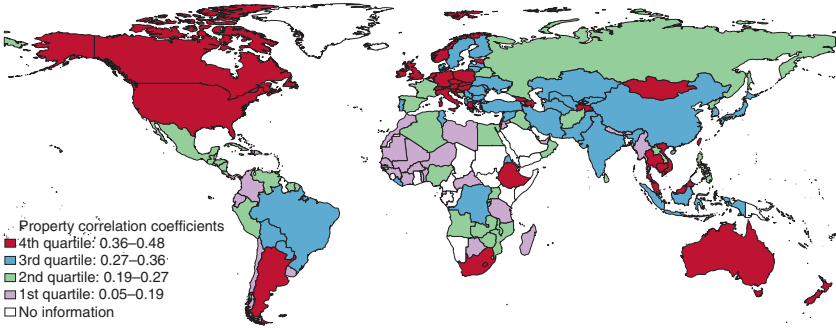 Property correlation coefficients
4th quartile: 0.36–0.48
3rd quartile: 0.27–0.36
2nd quartile: 0.19–0.27
1st quartile: 0.05–0.19
No information